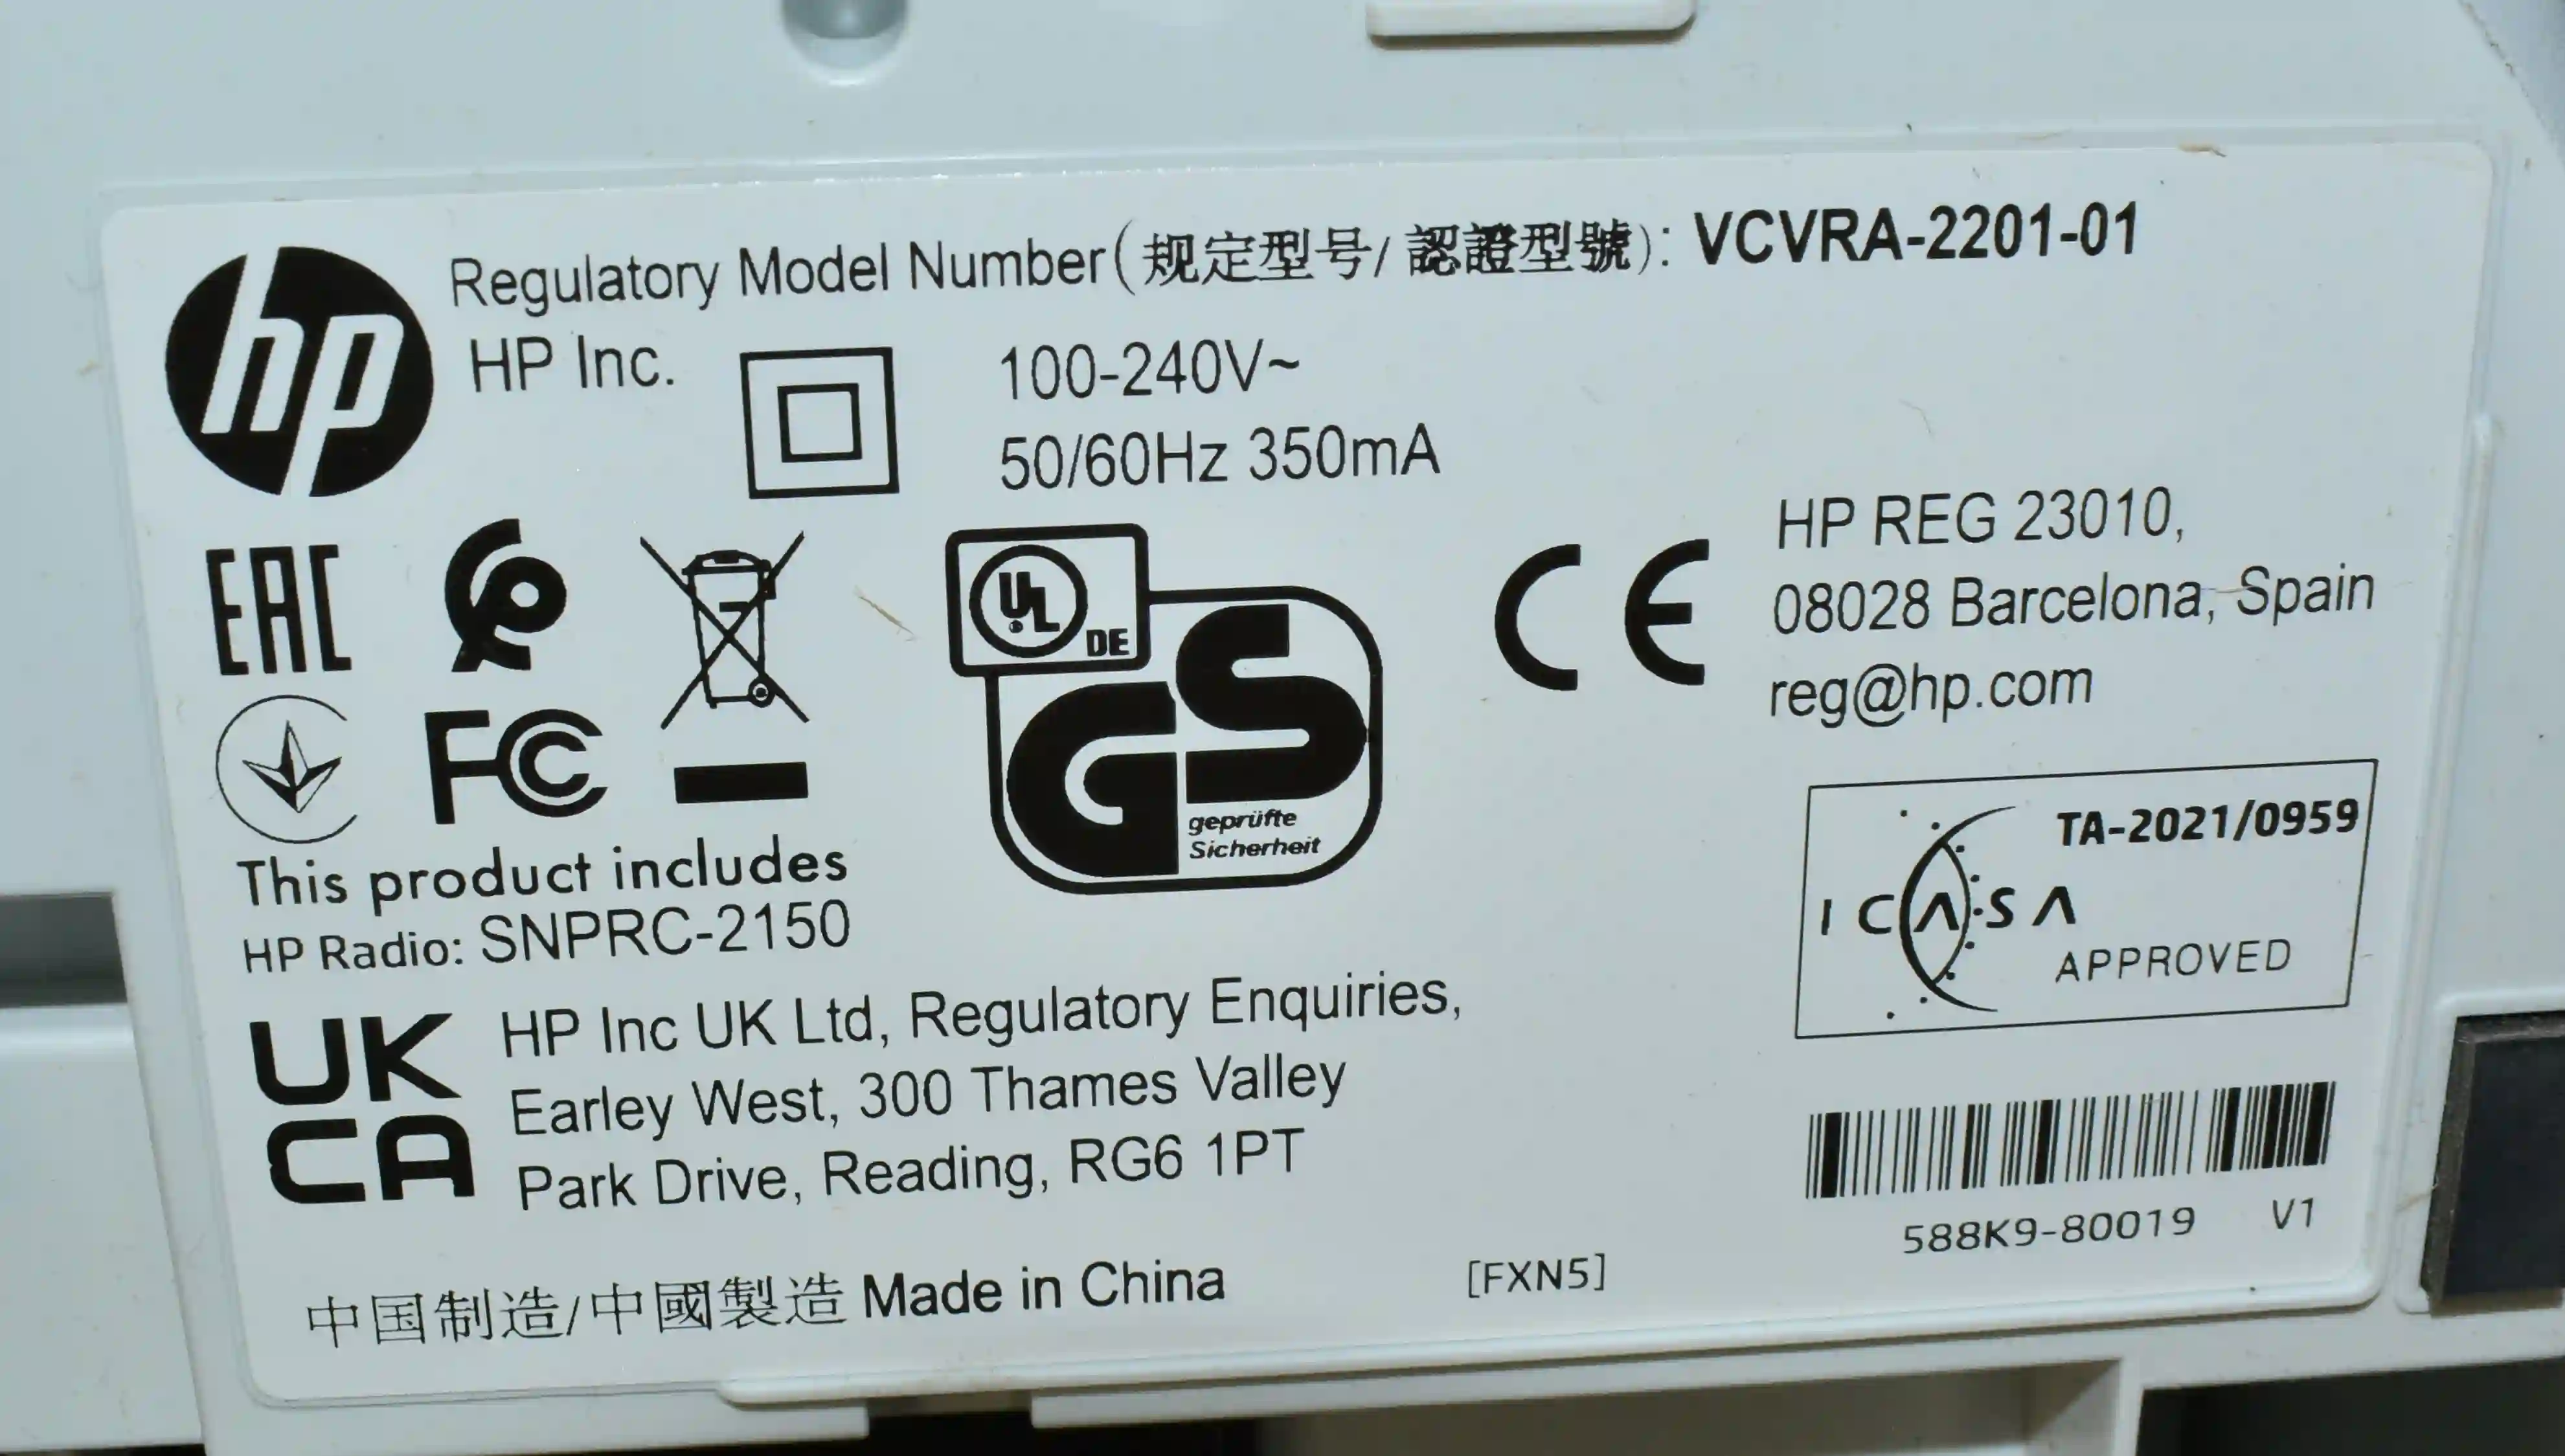 hp
Regulatory Model Number(规定型号/ 認證型號): VCVRA-2201-01
HP Inc.
100-240V~
50/60Hz 350mA
HP REG 23010,
08028 Barcelona, Spain
reg@hp.com
EAC
UL DE
GS
geprüfte
Sicherheit
CE
FC
TA-2021/0959
ICASA
APPROVED
This product includes
HP Radio: SNPRC-2150
UK
CA
HP Inc UK Ltd, Regulatory Enquiries,
Earley West, 300 Thames Valley
Park Drive, Reading, RG6 1PT
588K9-80019 V1
中国制造/中國製造 Made in China
[FXN5]